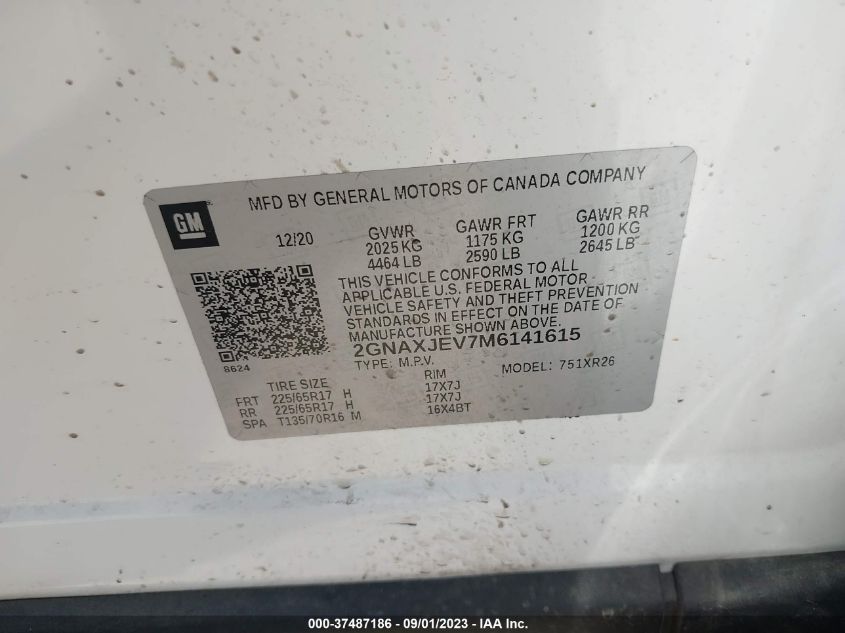 GM
MFD BY GENERAL MOTORS OF CANADA COMPANY
12/20 GVWR GAWR FRT GAWR RR
2025 KG 1175 KG 1200 KG
4464 LB 2590 LB 2645 LB
THIS VEHICLE CONFORMS TO ALL
APPLICABLE U.S. FEDERAL MOTOR
VEHICLE SAFETY AND THEFT PREVENTION
STANDARDS IN EFFECT ON THE DATE OF
MANUFACTURE SHOWN ABOVE.
2GNAXJEV7M6141615
8624
TYPE: M.P.V. MODEL: 751XR26
TIRE SIZE RIM
FRT 225/65R17 H 17X7J
RR 225/65R17 H 17X7J
SPA T135/70R16 M 16X4BT
000-37487186 - 09/01/2023 - IAA Inc.